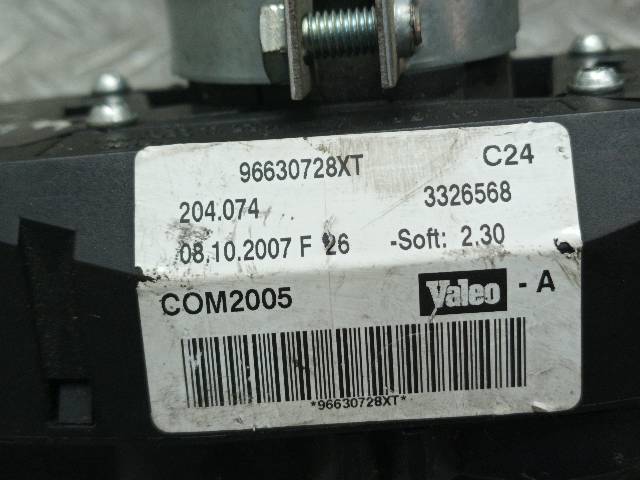 96630728XT C24
204.074 3326568
08.10.2007 F 26 -Soft: 2.30
COM2005 Valeo - A
*96630728XT*